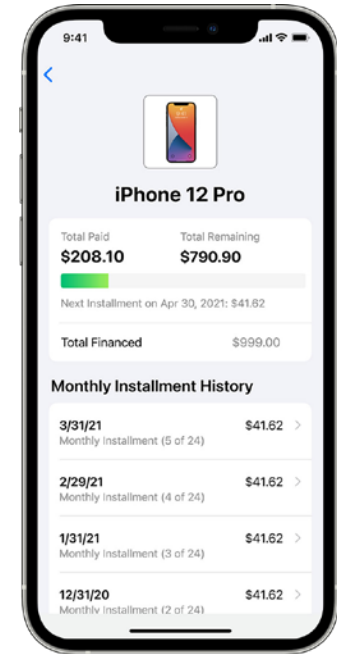 9:41
iPhone 12 Pro
Total Paid Total Remaining
$208.10 $790.90
Next Installment on Apr 30, 2021: $41.62
Total Financed $999.00
Monthly Installment History
3/31/21 $41.62
Monthly Installment (5 of 24)
2/29/21 $41.62
Monthly Installment (4 of 24)
1/31/21 $41.62
Monthly Installment (3 of 24)
12/31/20 $41.62
Monthly Installment (2 of 24)